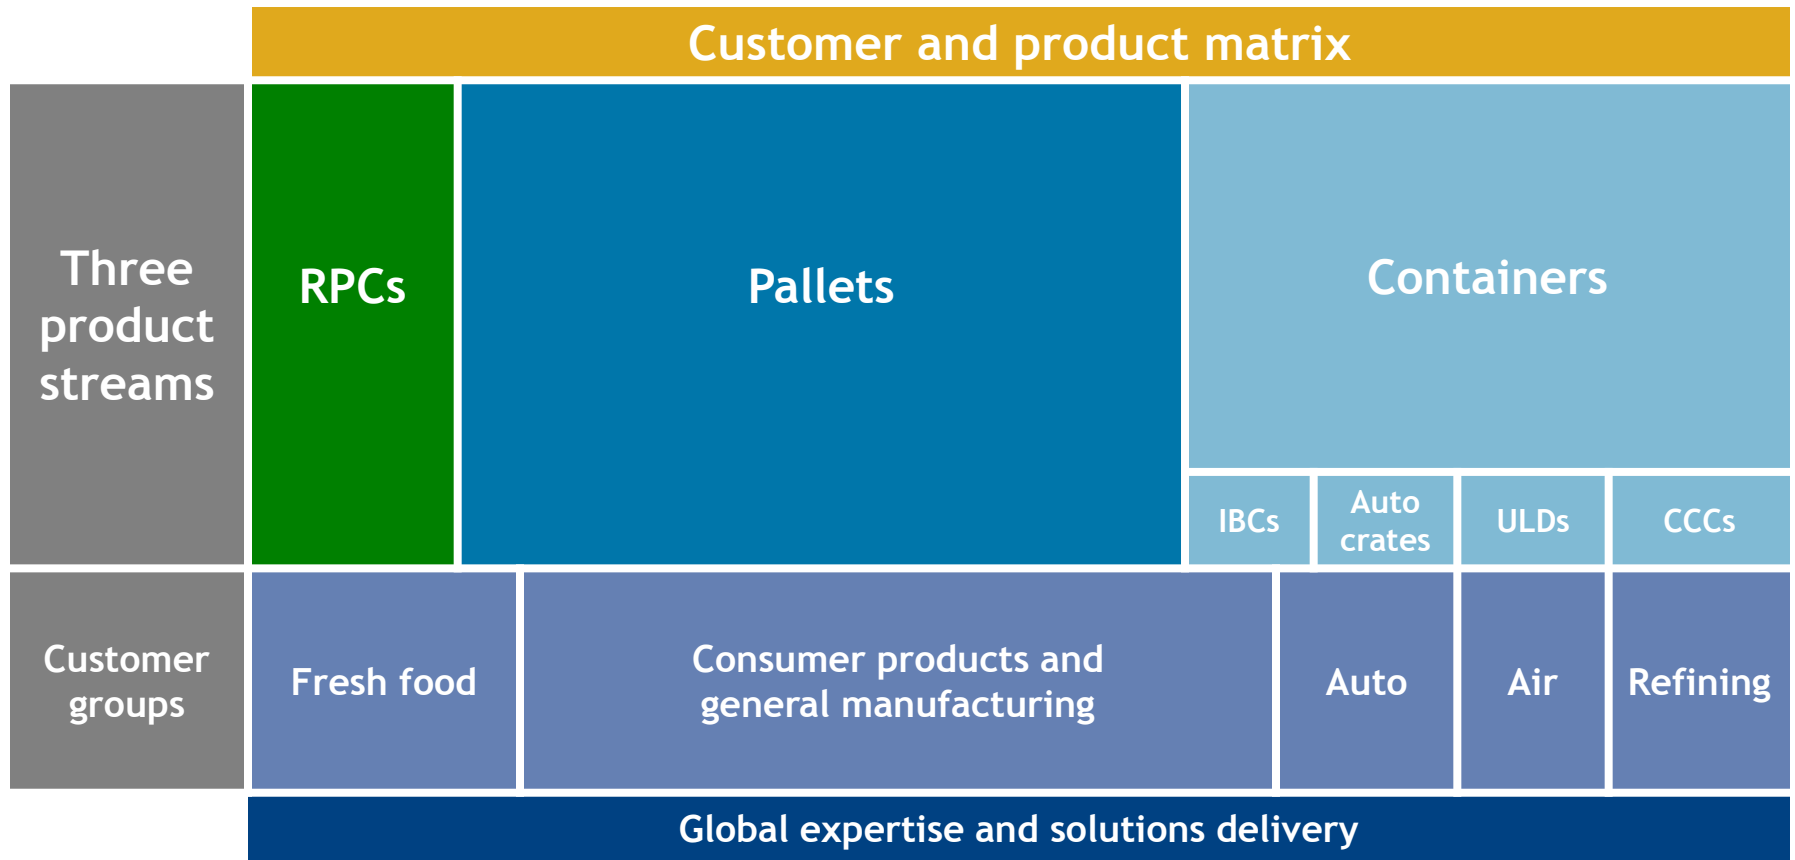 Customer and product matrix
Three
product
streams
RPCs
Pallets
Containers
IBCs
Auto
crates
ULDs
CCCs
Customer
groups
Fresh food
Consumer products and
general manufacturing
Auto
Air
Refining
Global expertise and solutions delivery